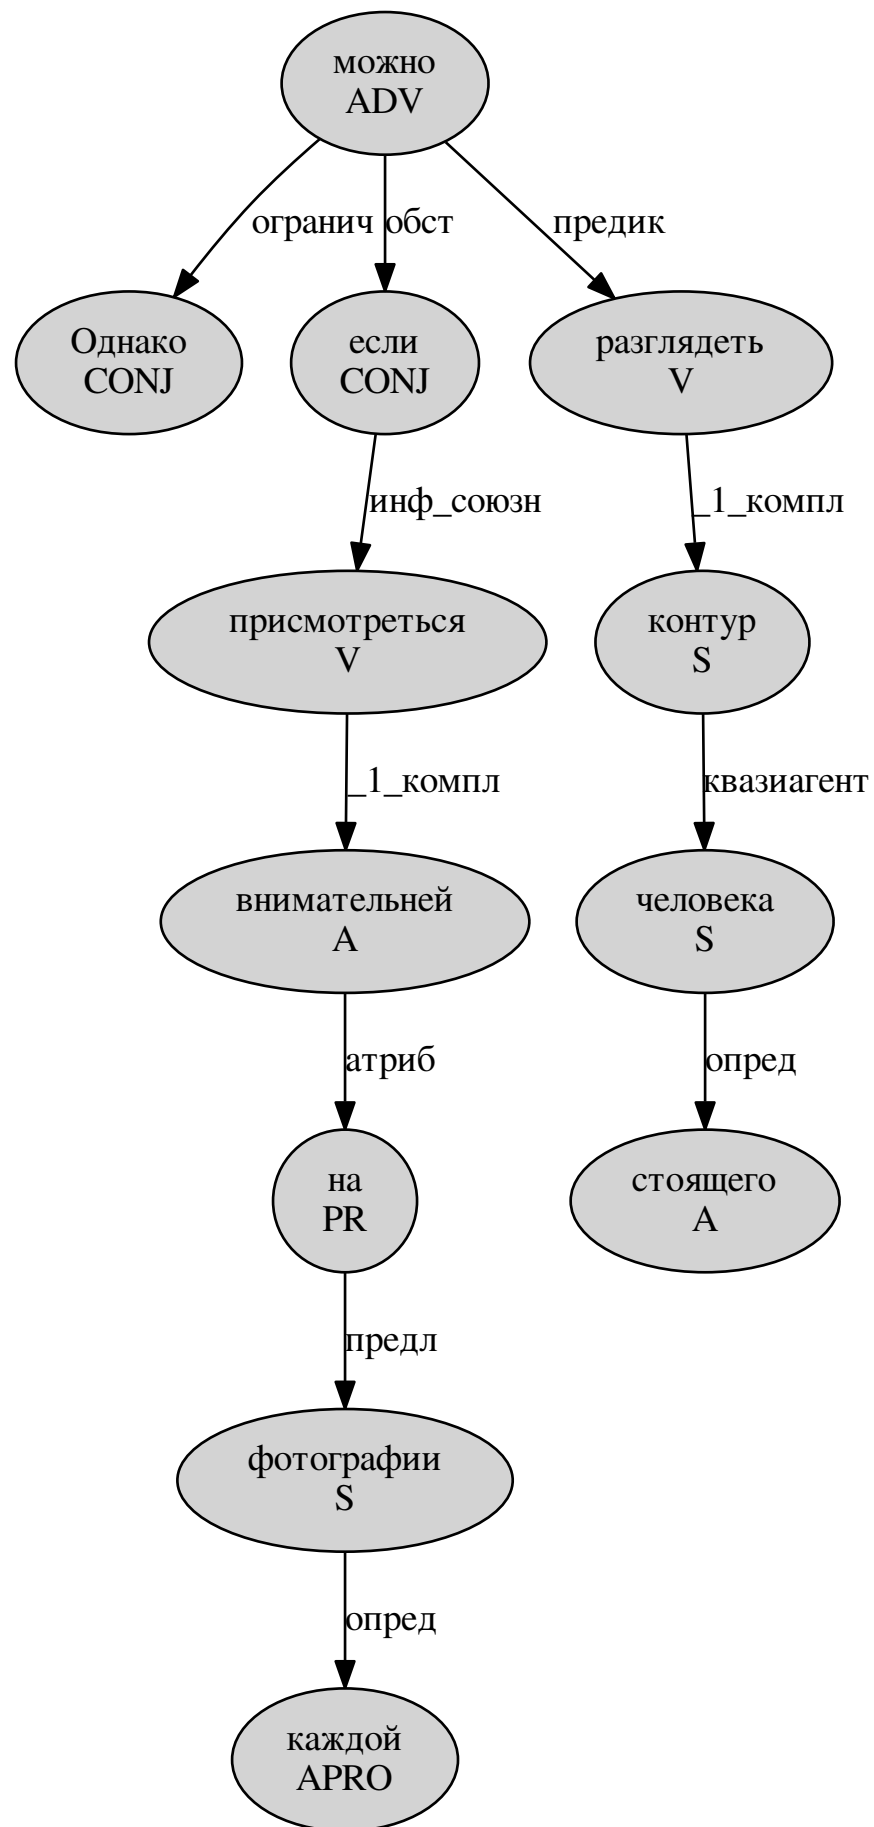 можно
ADV
огранич
обст
предик
Однако
CONJ
если
CONJ
разглядеть
V
инф_союзн
_1_компл
присмотреться
V
контур
S
_1_компл
квазиагент
внимательней
A
человека
S
атриб
опред
на
PR
стоящего
A
предл
фотографии
S
опред
каждой
APRO